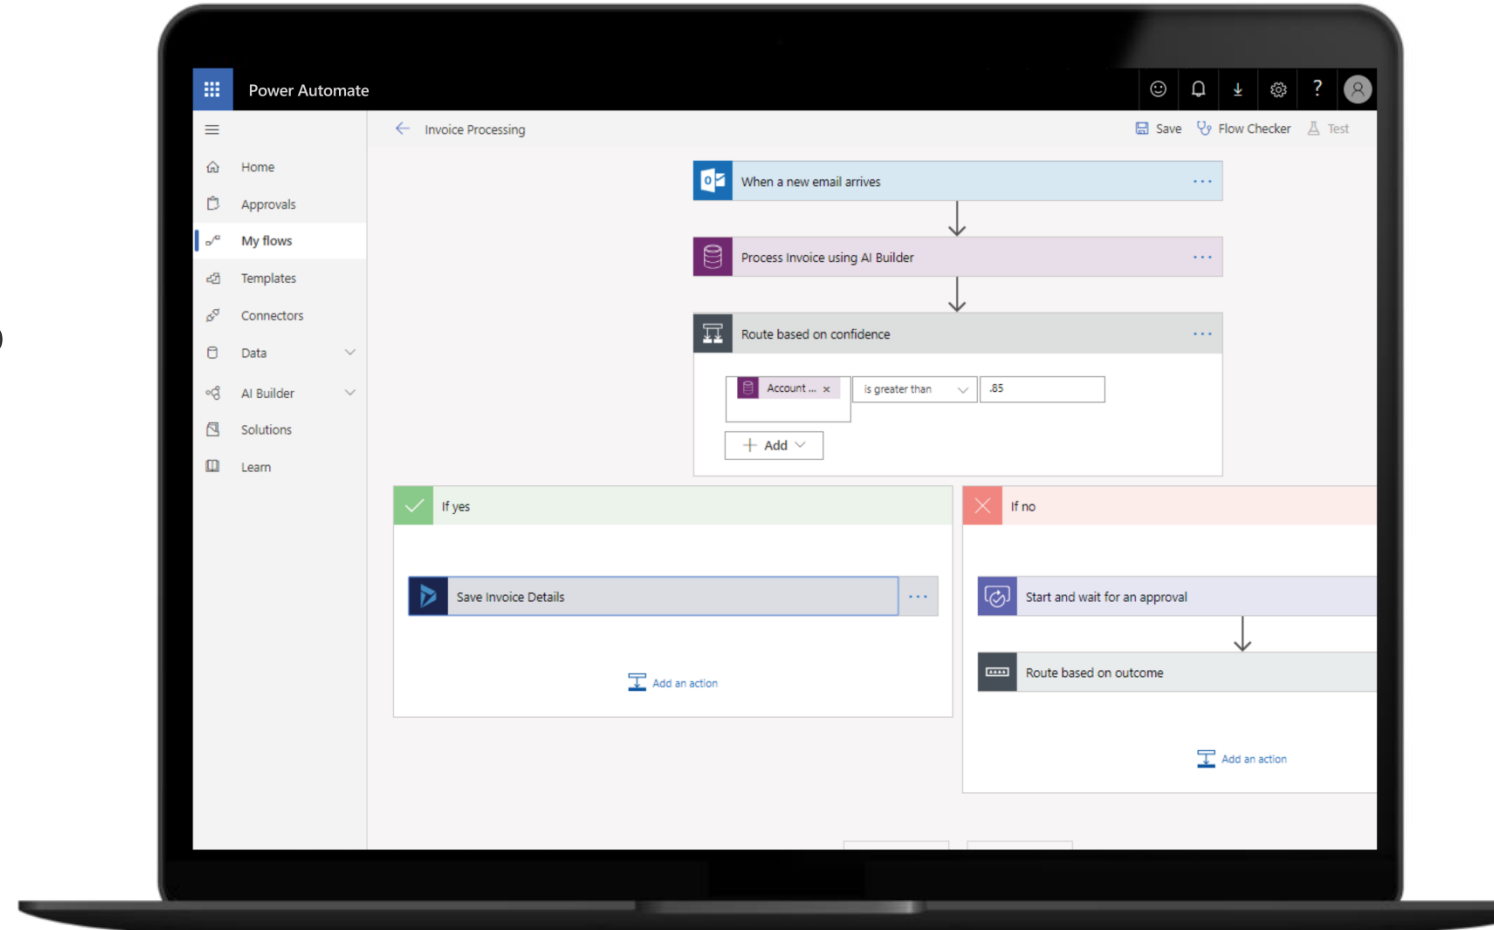 Power Automate
?
Invoice Processing
Save
Flow Checker
Test
Home
Approvals
My flows
Templates
Connectors
Data
AI Builder
Solutions
Learn
When a new email arrives
...
Process Invoice using AI Builder
...
Route based on confidence
...
Account ... x
is greater than
.85
+ Add
If yes
Save Invoice Details
...
Add an action
If no
Start and wait for an approval
Route based on outcome
Add an action
)